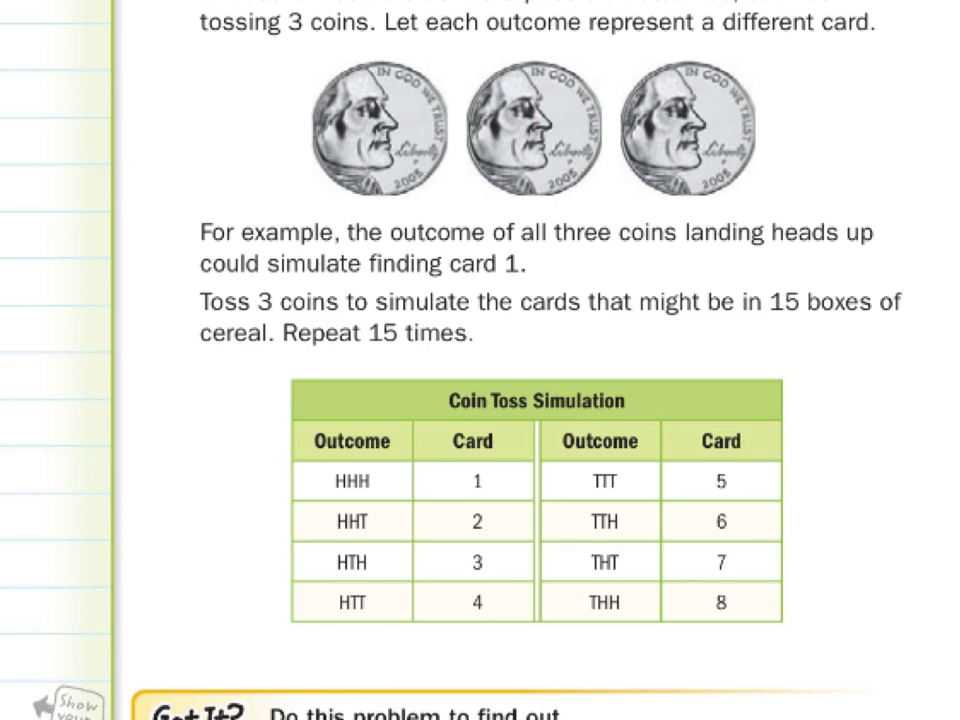 tossing 3 coins. Let each outcome represent a different card.
IN GOD WE TRUST Liberty 2005
IN GOD WE TRUST Liberty 2005
IN GOD WE TRUST Liberty 2005
For example, the outcome of all three coins landing heads up
could simulate finding card 1.
Toss 3 coins to simulate the cards that might be in 15 boxes of
cereal. Repeat 15 times.
Coin Toss Simulation
Outcome Card Outcome Card
HHH 1 TTT 5
HHT 2 TTH 6
HTH 3 THT 7
HTT 4 THH 8
Show
your
Got It? Do this problem to find out.